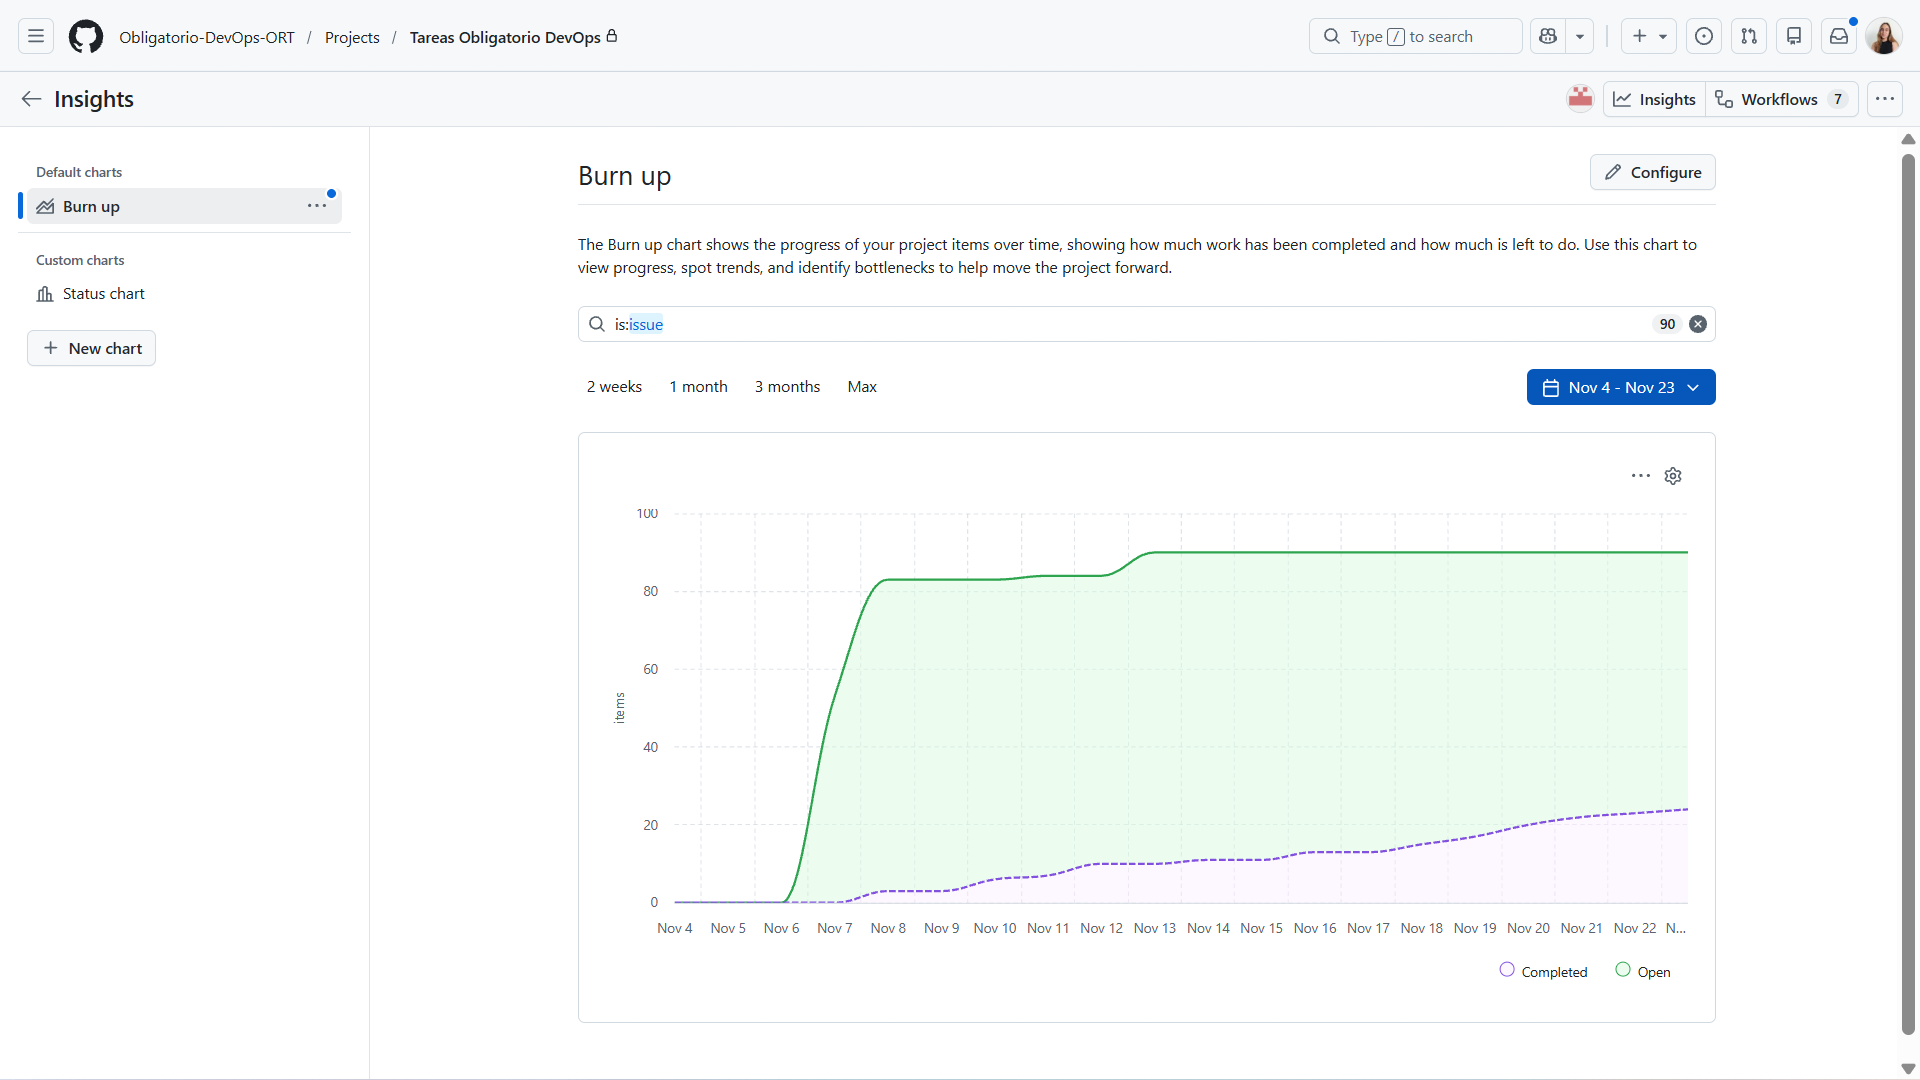 Obligatorio-DevOps-ORT / Projects / Tareas Obligatorio DevOps
Type / to search
Insights
Insights
Workflows 7
Default charts
Burn up
Custom charts
Status chart
New chart
Burn up
Configure
The Burn up chart shows the progress of your project items over time, showing how much work has been completed and how much is left to do. Use this chart to
view progress, spot trends, and identify bottlenecks to help move the project forward.
is:issue
90
2 weeks 1 month 3 months Max
Nov 4 - Nov 23
100
80
60
40
20
0
items
Nov 4 Nov 5 Nov 6 Nov 7 Nov 8 Nov 9 Nov 10 Nov 11 Nov 12 Nov 13 Nov 14 Nov 15 Nov 16 Nov 17 Nov 18 Nov 19 Nov 20 Nov 21 Nov 22 N...
Completed Open